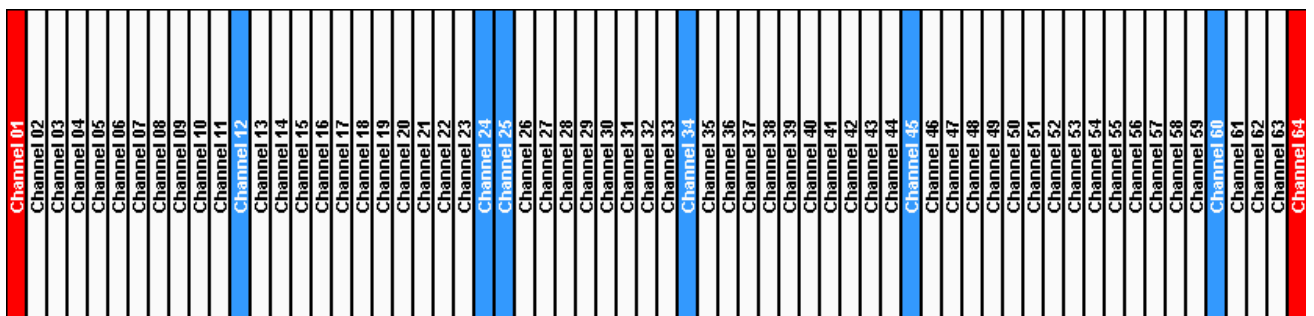 Channel 01
Channel 02
Channel 03
Channel 04
Channel 05
Channel 06
Channel 07
Channel 08
Channel 09
Channel 10
Channel 11
Channel 12
Channel 13
Channel 14
Channel 15
Channel 16
Channel 17
Channel 18
Channel 19
Channel 20
Channel 21
Channel 22
Channel 23
Channel 24
Channel 25
Channel 26
Channel 27
Channel 28
Channel 29
Channel 30
Channel 31
Channel 32
Channel 33
Channel 34
Channel 35
Channel 36
Channel 37
Channel 38
Channel 39
Channel 40
Channel 41
Channel 42
Channel 43
Channel 44
Channel 45
Channel 46
Channel 47
Channel 48
Channel 49
Channel 50
Channel 51
Channel 52
Channel 53
Channel 54
Channel 55
Channel 56
Channel 57
Channel 58
Channel 59
Channel 60
Channel 61
Channel 62
Channel 63
Channel 64